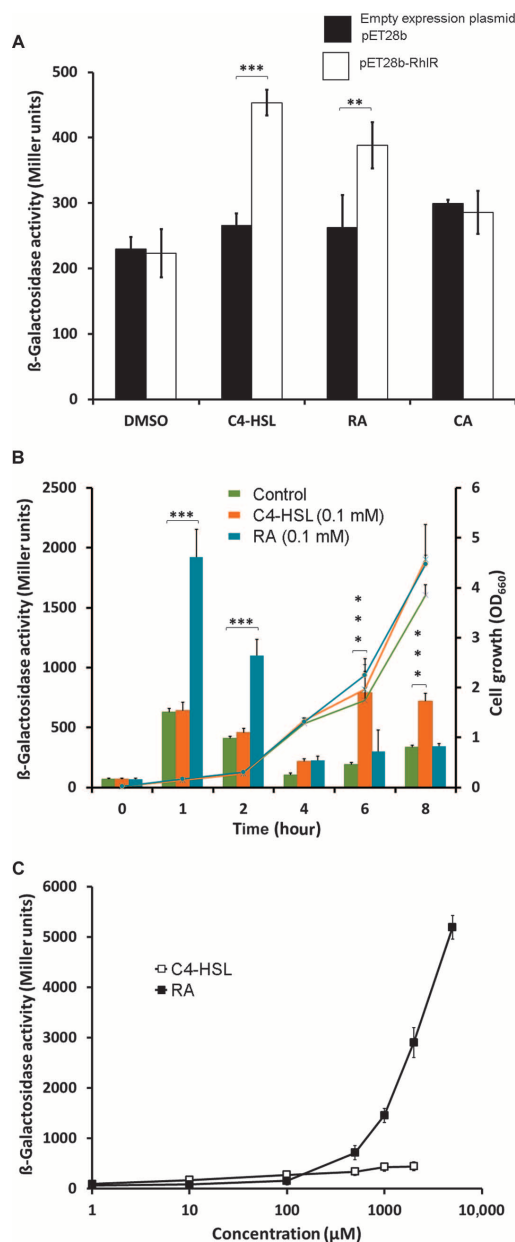 A
Empty expression plasmid
pET28b
pET28b-RhlR
ß-Galactosidase activity (Miller units)
500
400
300
200
100
0
***
**
DMSO
C4-HSL
RA
CA
B
ß-Galactosidase activity (Miller units)
2500
2000
1500
1000
500
0
Control
C4-HSL (0.1 mM)
RA (0.1 mM)
***
***
***
***
6
5
4
3
2
1
0
Cell growth (OD660)
0 1 2 4 6 8
Time (hour)
C
ß-Galactosidase activity (Miller units)
6000
5000
4000
3000
2000
1000
0
C4-HSL
RA
1 10 100 1000 10,000
Concentration (µM)